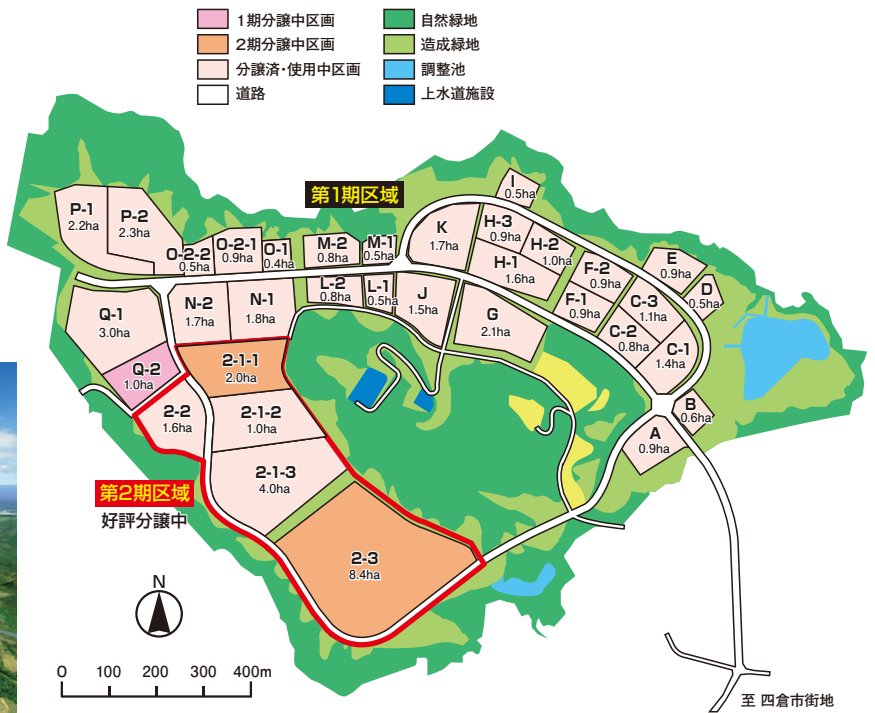 1期分譲中区画
2期分譲中区画
分譲済・使用中区画
道路
自然緑地
造成緑地
調整池
上水道施設
第1期区域
P-1
2.2ha
P-2
2.3ha
O-2-2
0.5ha
O-2-1
0.9ha
O-1
0.4ha
M-2
0.8ha
M-1
0.5ha
K
1.7ha
I
0.5ha
H-3
0.9ha
H-2
1.0ha
H-1
1.6ha
F-2
0.9ha
F-1
0.9ha
E
0.9ha
D
0.5ha
C-3
1.1ha
C-2
0.8ha
C-1
1.4ha
B
0.6ha
A
0.9ha
Q-1
3.0ha
N-2
1.7ha
N-1
1.8ha
L-2
0.8ha
L-1
0.5ha
J
1.5ha
G
2.1ha
Q-2
1.0ha
2-1-1
2.0ha
2-2
1.6ha
2-1-2
1.0ha
2-1-3
4.0ha
2-3
8.4ha
第2期区域
好評分譲中
N
0 100 200 300 400m
至 四倉市街地